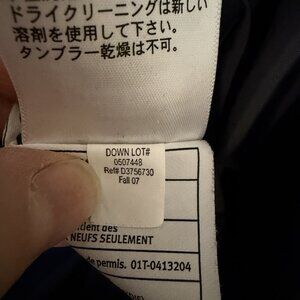 ドライクリーニングは新しい
溶剤を使用して下さい。
タンブラー乾燥は不可。
DOWN LOT#
0507448
Ref# D3756730
Fall 07
des
NEUFS SEULEMENT
de permis. 01T-0413204